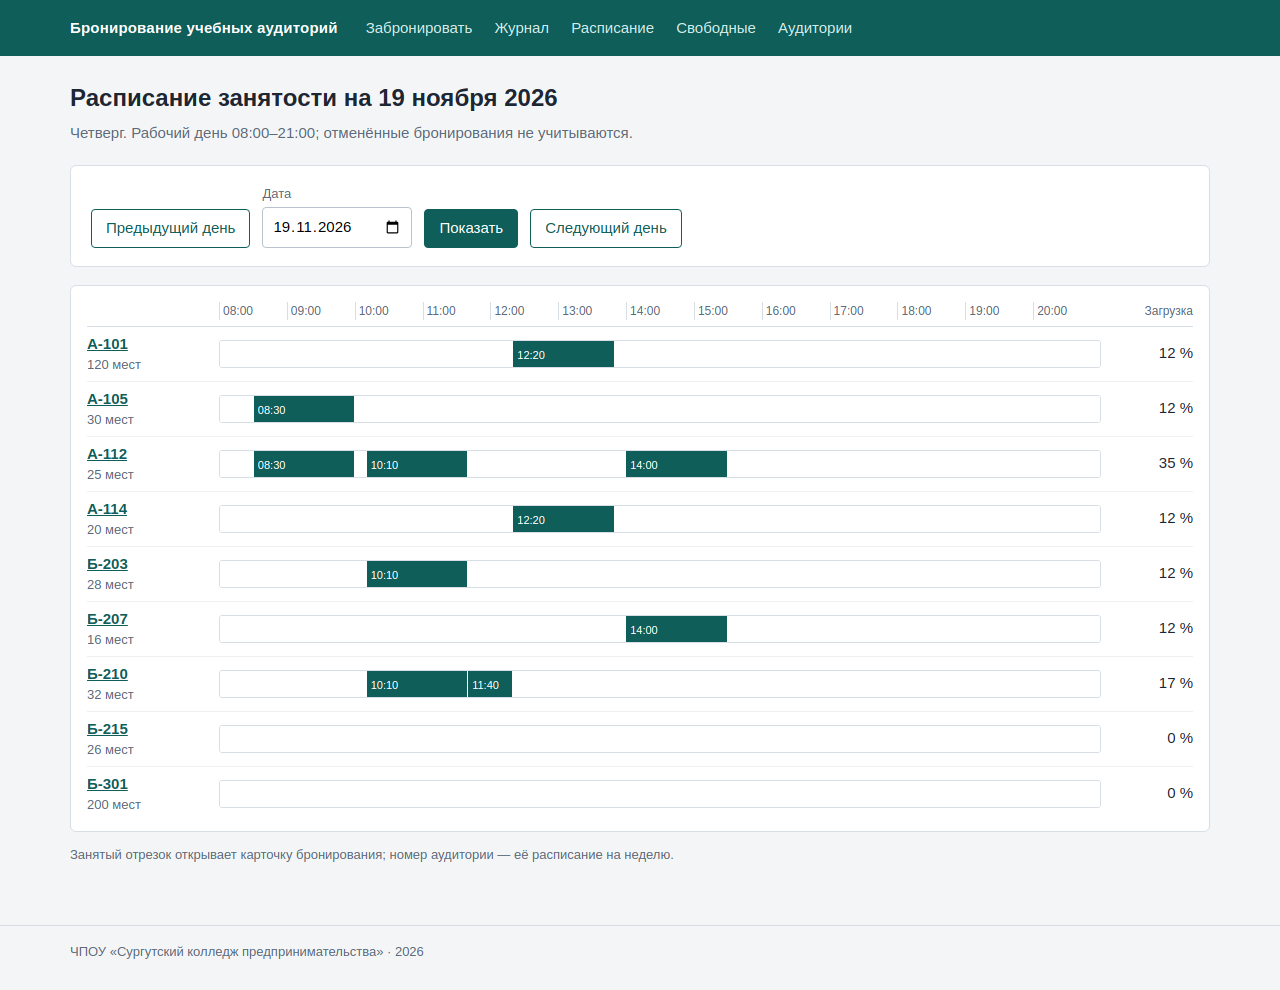 Бронирование учебных аудиторий Забронировать Журнал Расписание Свободные Аудитории
Расписание занятости на 19 ноября 2026
Четверг. Рабочий день 08:00–21:00; отменённые бронирования не учитываются.
Дата
Предыдущий день 19.11.2026 Показать Следующий день
08:00 09:00 10:00 11:00 12:00 13:00 14:00 15:00 16:00 17:00 18:00 19:00 20:00 Загрузка
А-101 12:20 12 %
120 мест
А-105 08:30 12 %
30 мест
А-112 08:30 10:10 14:00 35 %
25 мест
А-114 12:20 12 %
20 мест
Б-203 10:10 12 %
28 мест
Б-207 14:00 12 %
16 мест
Б-210 10:10 11:40 17 %
32 мест
Б-215 0 %
26 мест
Б-301 0 %
200 мест
Занятый отрезок открывает карточку бронирования; номер аудитории — её расписание на неделю.
ЧПОУ «Сургутский колледж предпринимательства» · 2026